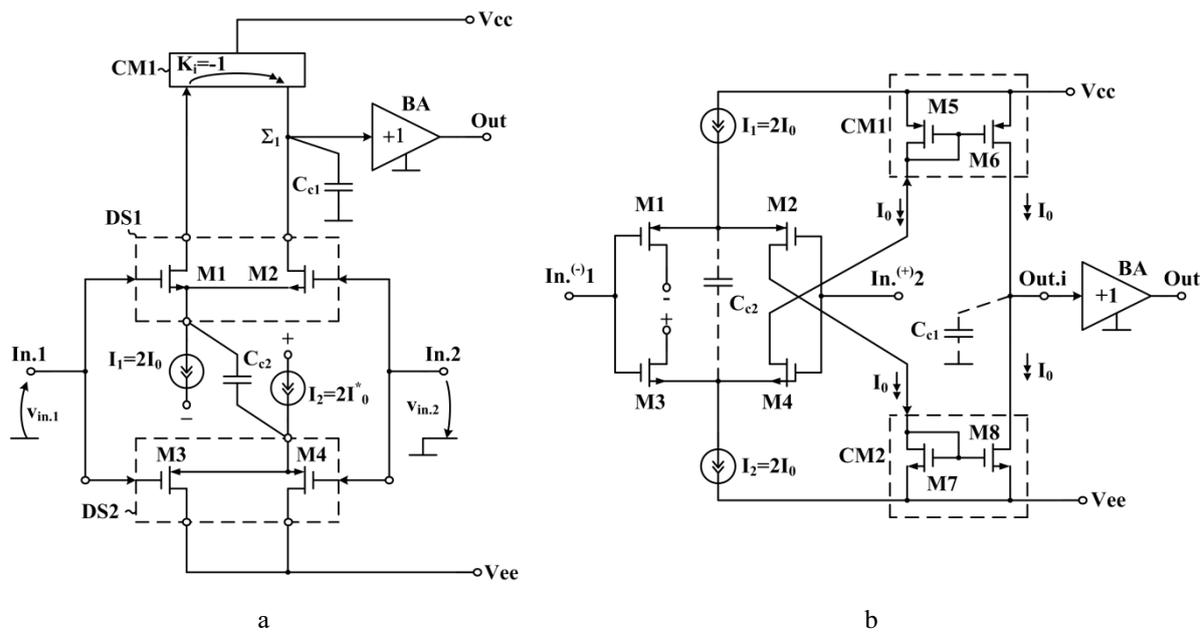 Vcc
CM1
Ki=-1
BA
Out
Σ1
+1
Cc1
DS1
M1
M2
In.1
I1=2I0
Cc2
+
In.2
vin.1
−
I2=2I*0
vin.2
M3
M4
DS2
Vee
a
Vcc
M5
I1=2I0
CM1
M6
M1
M2
I0
I0
In.(-)1
-
Cc2
In.(+)2
Out.i
BA
Out
+1
+
Cc1
M3
M4
I0
I0
M8
CM2
I2=2I0
M7
Vee
b